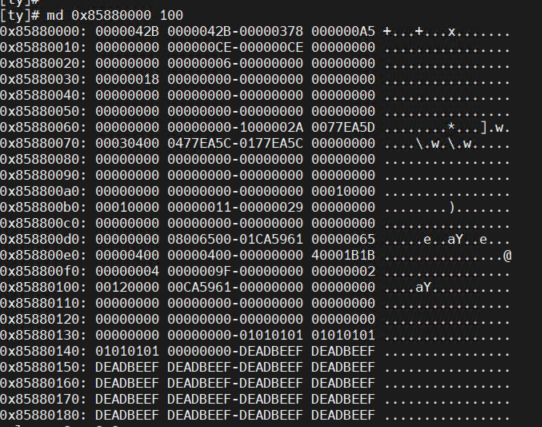 [ty]#
[ty]# md 0x85880000 100
0x85880000: 0000042B 0000042B-00000378 000000A5 +...+...x.......
0x85880010: 00000000 000000CE-000000CE 00000000 ................
0x85880020: 00000000 00000006-00000000 00000000 ................
0x85880030: 00000018 00000000-00000000 00000000 ................
0x85880040: 00000000 00000000-00000000 00000000 ................
0x85880050: 00000000 00000000-00000000 00000000 ................
0x85880060: 00000000 00000000-1000002A 0077EA5D ........*...].w.
0x85880070: 00030400 0477EA5C-0177EA5C 00000000 ....\.w.\.w.....
0x85880080: 00000000 00000000-00000000 00000000 ................
0x85880090: 00000000 00000000-00000000 00000000 ................
0x858800a0: 00000000 00000000-00000000 00010000 ................
0x858800b0: 00010000 00000011-00000029 00000000 ........).......
0x858800c0: 00000000 00000000-00000000 00000000 ................
0x858800d0: 00000000 08006500-01CA5961 00000065 .....e..aY..e...
0x858800e0: 00000400 00000400-00000000 40001B1B ...............@
0x858800f0: 00000004 0000009F-00000000 00000002 ................
0x85880100: 00120000 00CA5961-00000000 00000000 ....aY..........
0x85880110: 00000000 00000000-00000000 00000000 ................
0x85880120: 00000000 00000000-00000000 00000000 ................
0x85880130: 00000000 00000000-01010101 01010101 ................
0x85880140: 01010101 00000000-DEADBEEF DEADBEEF ................
0x85880150: DEADBEEF DEADBEEF-DEADBEEF DEADBEEF ................
0x85880160: DEADBEEF DEADBEEF-DEADBEEF DEADBEEF ................
0x85880170: DEADBEEF DEADBEEF-DEADBEEF DEADBEEF ................
0x85880180: DEADBEEF DEADBEEF-DEADBEEF DEADBEEF ................